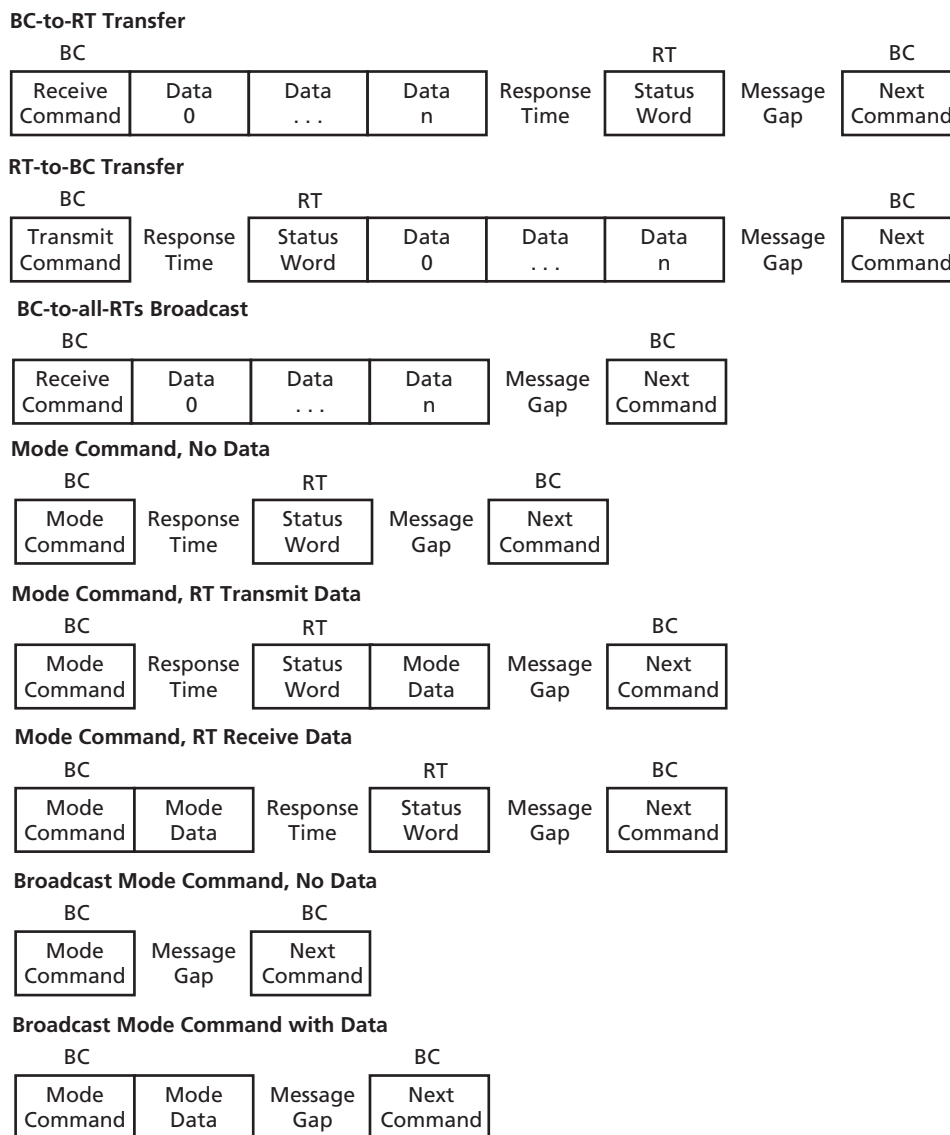 BC-to-RT Transfer
BC RT BC
Receive Data Data Data Response Status Message Next
Command 0 . . . n Time Word Gap Command
RT-to-BC Transfer
BC RT BC
Transmit Response Status Data Data Data Message Next
Command Time Word 0 . . . n Gap Command
BC-to-all-RTs Broadcast
BC BC
Receive Data Data Data Message Next
Command 0 . . . n Gap Command
Mode Command, No Data
BC RT BC
Mode Response Status Message Next
Command Time Word Gap Command
Mode Command, RT Transmit Data
BC RT BC
Mode Response Status Mode Message Next
Command Time Word Data Gap Command
Mode Command, RT Receive Data
BC RT BC
Mode Mode Response Status Message Next
Command Data Time Word Gap Command
Broadcast Mode Command, No Data
BC BC
Mode Message Next
Command Gap Command
Broadcast Mode Command with Data
BC BC
Mode Mode Message Next
Command Data Gap Command